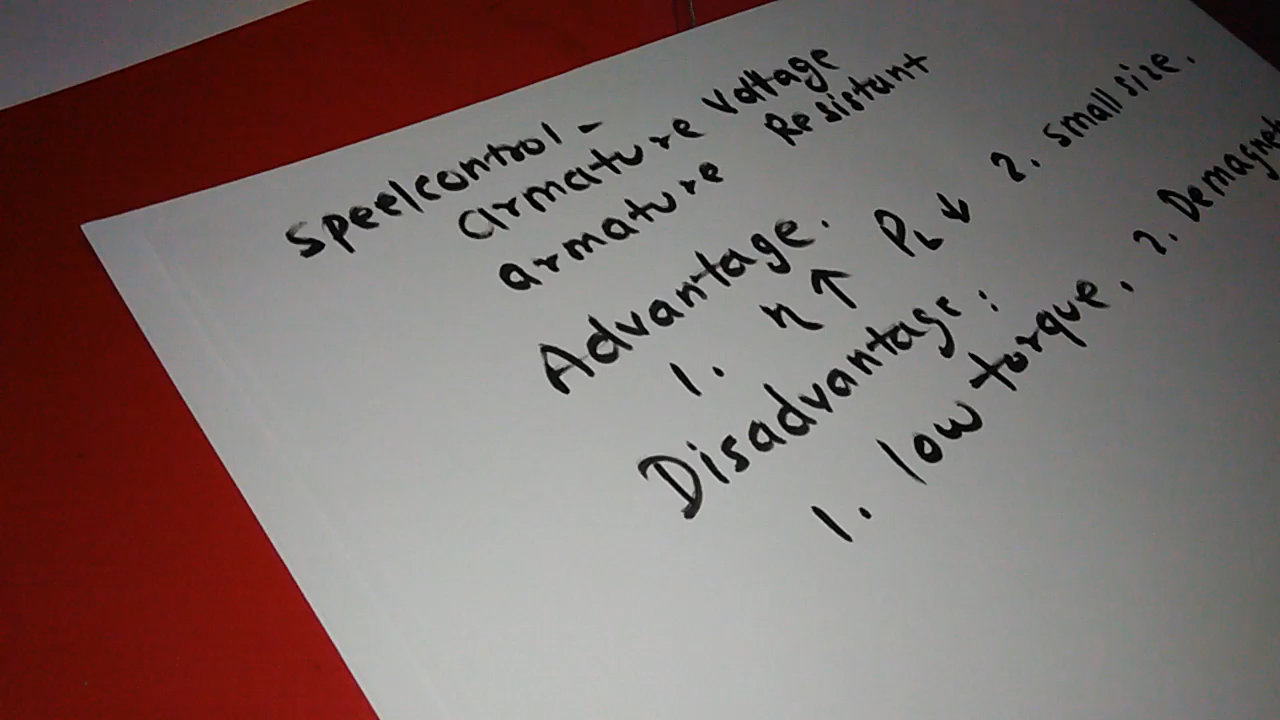 Speelcontrol -
armature Voltage
armature Resistant
Advantage.
1. n ↑ PL ↓ 2. small size.
Disadvantage:
1. low torque. 2. Demagnet